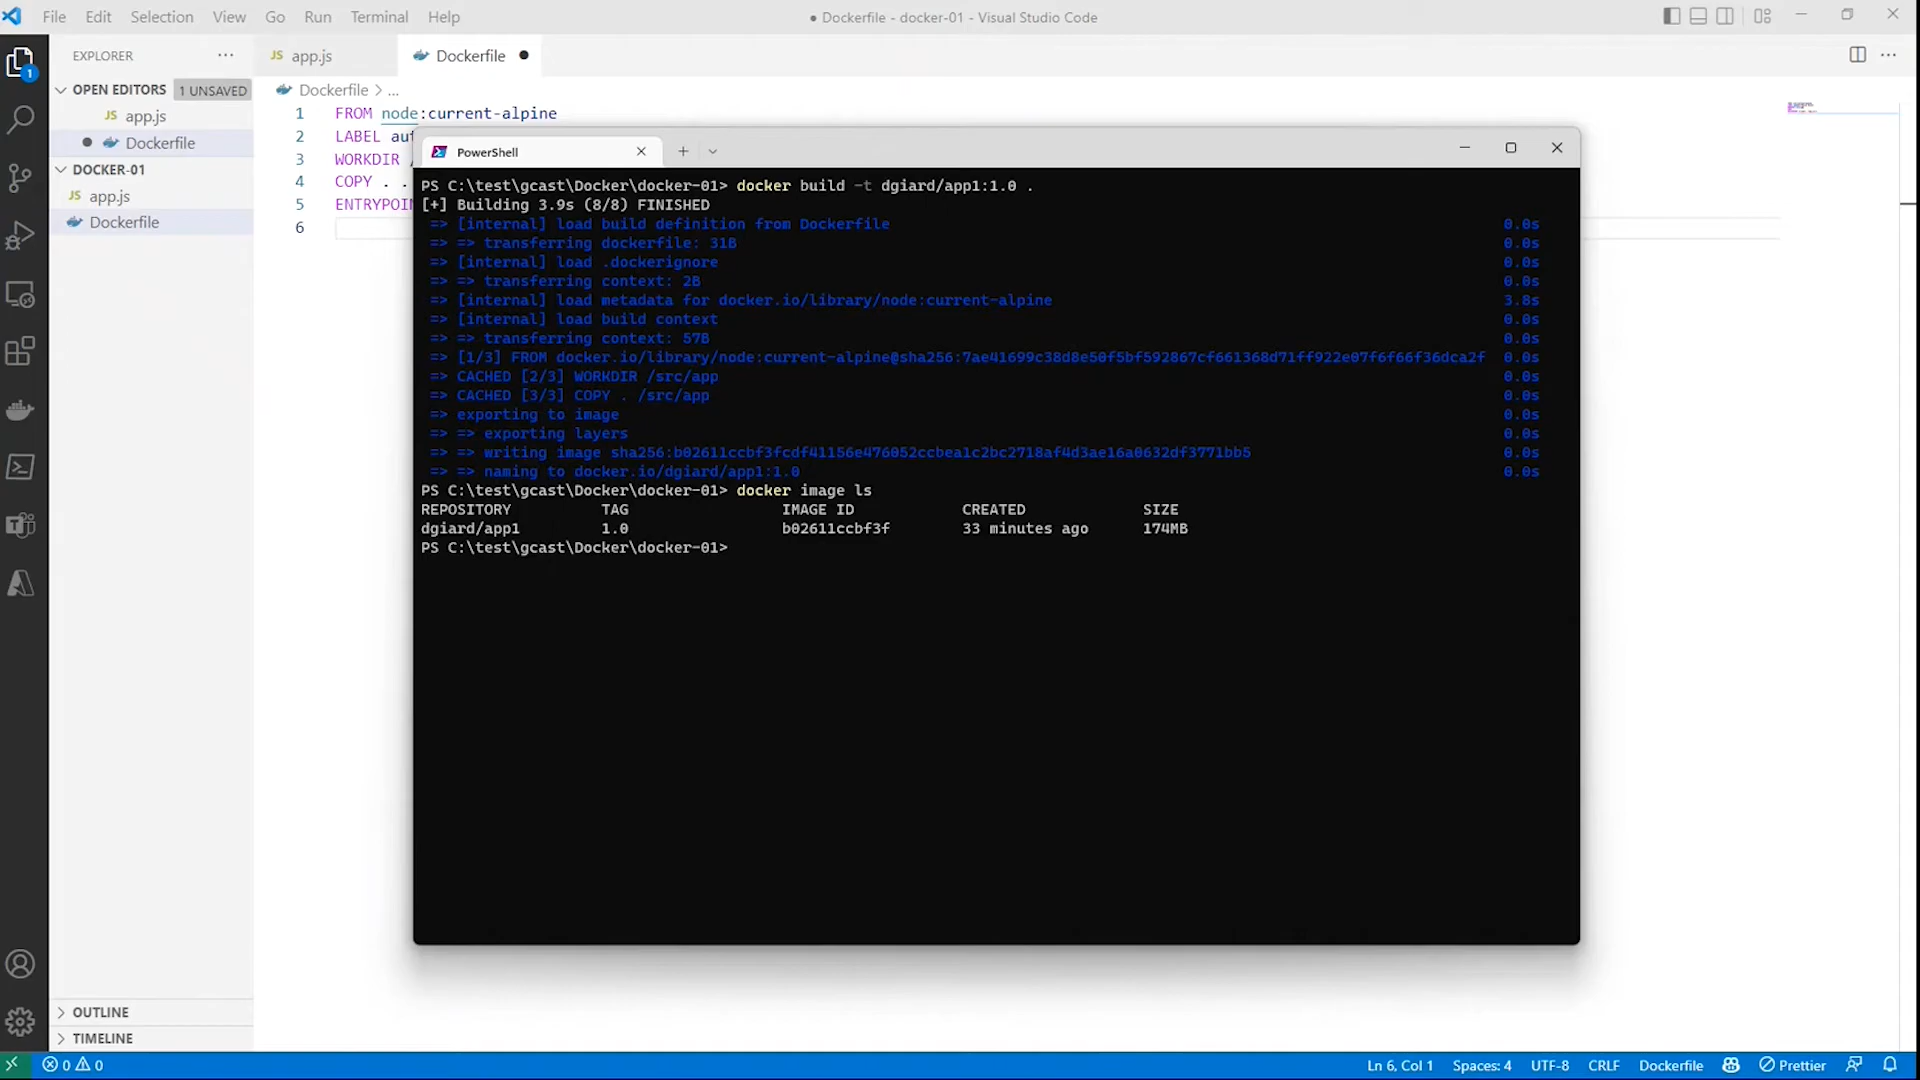 File Edit Selection View Go Run Terminal Help
● Dockerfile - docker-01 - Visual Studio Code
EXPLORER
JS app.js
Dockerfile
OPEN EDITORS 1 UNSAVED
JS app.js
Dockerfile
DOCKER-01
JS app.js
Dockerfile
1
Dockerfile > ...
1 FROM node:current-alpine
2 LABEL aut
3 WORKDIR /
4 COPY . .
5 ENTRYPOIN
6
PowerShell
PS C:\test\gcast\Docker\docker-01> docker build -t dgiard/app1:1.0 .
[+] Building 3.9s (8/8) FINISHED
=> [internal] load build definition from Dockerfile 0.0s
=> => transferring dockerfile: 31B 0.0s
=> [internal] load .dockerignore 0.0s
=> => transferring context: 2B 0.0s
=> [internal] load metadata for docker.io/library/node:current-alpine 3.8s
=> [internal] load build context 0.0s
=> => transferring context: 57B 0.0s
=> [1/3] FROM docker.io/library/node:current-alpine@sha256:7ae41699c38d8e50f5bf592867cf661368d71ff922e07f6f66f36dca2f 0.0s
=> CACHED [2/3] WORKDIR /src/app 0.0s
=> CACHED [3/3] COPY . /src/app 0.0s
=> exporting to image 0.0s
=> => exporting layers 0.0s
=> => writing image sha256:b02611ccbf3fcdf41156e476052ccbea1c2bc2718af4d3ae16a0632df3771bb5 0.0s
=> => naming to docker.io/dgiard/app1:1.0 0.0s
PS C:\test\gcast\Docker\docker-01> docker image ls
REPOSITORY TAG IMAGE ID CREATED SIZE
dgiard/app1 1.0 b02611ccbf3f 33 minutes ago 174MB
PS C:\test\gcast\Docker\docker-01>
OUTLINE
TIMELINE
0 0
Ln 6, Col 1 Spaces: 4 UTF-8 CRLF Dockerfile Prettier